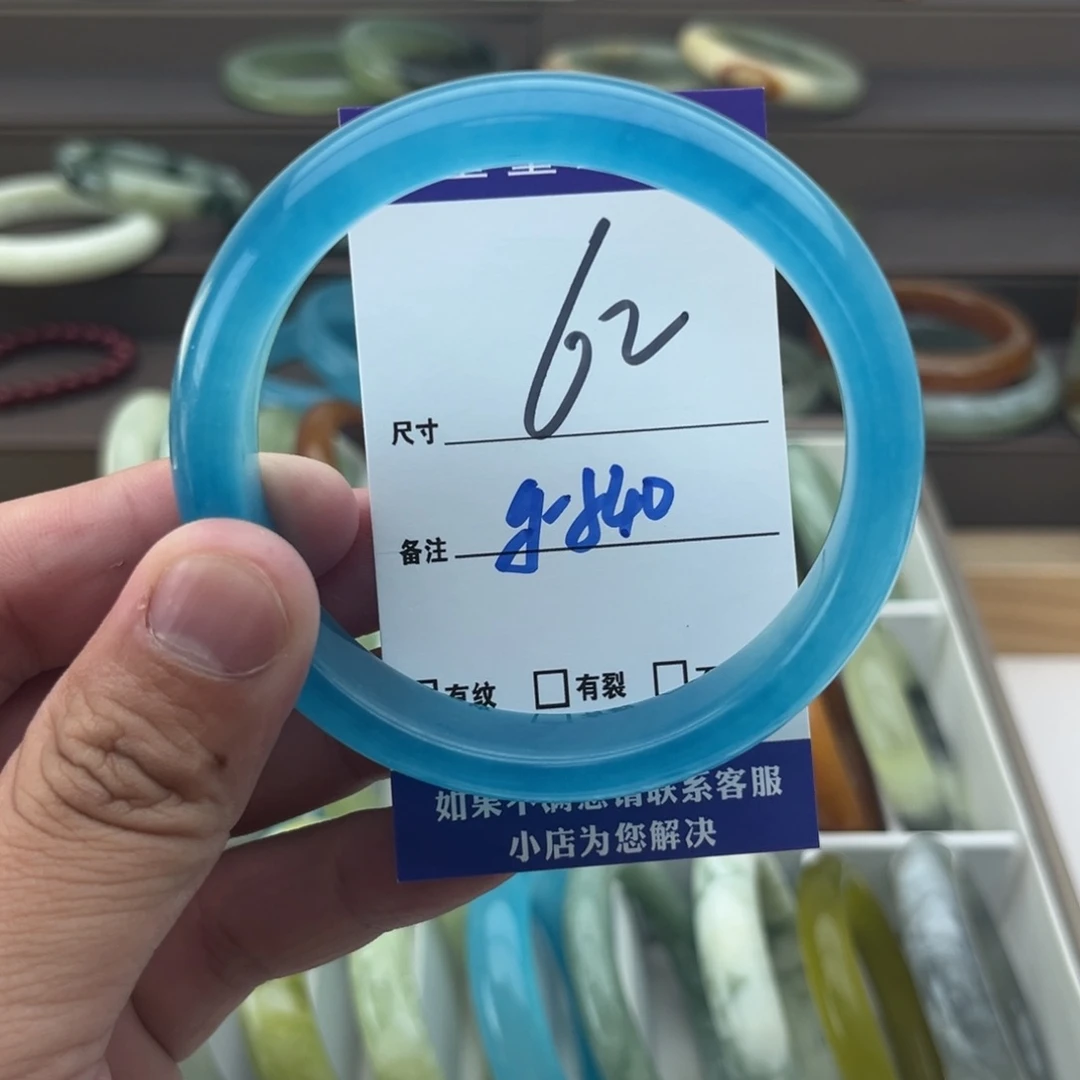 62
尺寸
g-840
备注
有纹 有裂
如果不满意请联系客服
小店为您解决